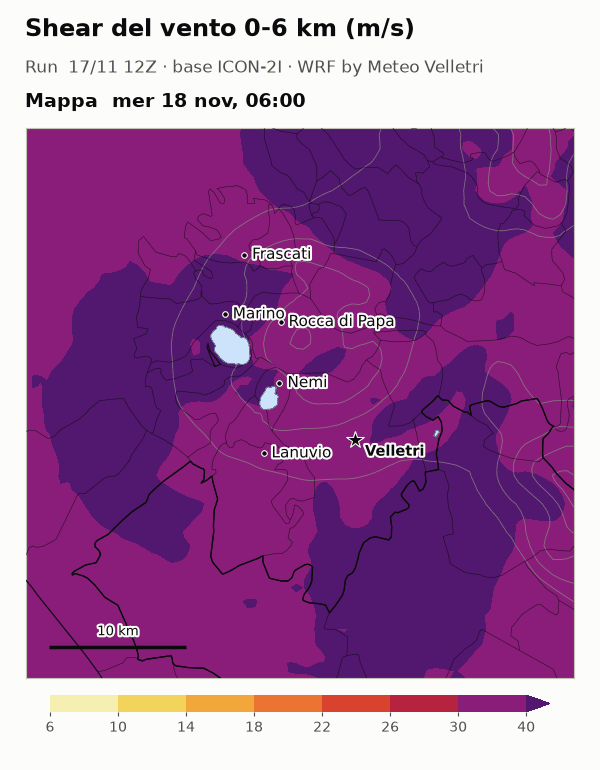 Shear del vento 0-6 km (m/s)
Run  17/11 12Z · base ICON-2I · WRF by Meteo Velletri
Mappa  mer 18 nov, 06:00
Frascati
Marino
Rocca di Papa
Nemi
Velletri
Lanuvio
10 km
6 10 14 18 22 26 30 40